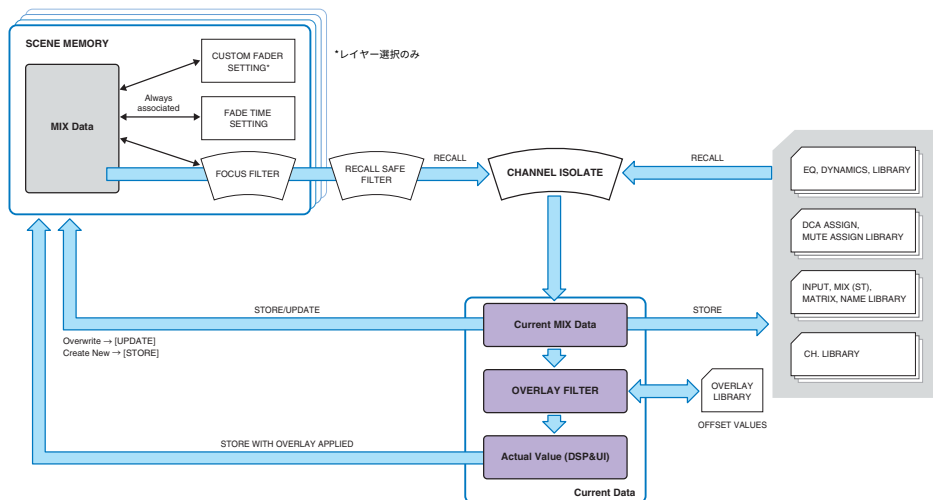 SCENE MEMORY
CUSTOM FADER
SETTING*
*レイヤー選択のみ
Always
associated
FADE TIME
SETTING
MIX Data
FOCUS FILTER
RECALL SAFE
FILTER
RECALL
CHANNEL ISOLATE
RECALL
EQ, DYNAMICS, LIBRARY
DCA ASSIGN,
MUTE ASSIGN LIBRARY
INPUT, MIX (ST),
MATRIX, NAME LIBRARY
CH. LIBRARY
STORE/UPDATE
Overwrite → [UPDATE]
Create New → [STORE]
Current MIX Data
STORE
OVERLAY FILTER
OVERLAY
LIBRARY
OFFSET VALUES
STORE WITH OVERLAY APPLIED
Actual Value (DSP&UI)
Current Data